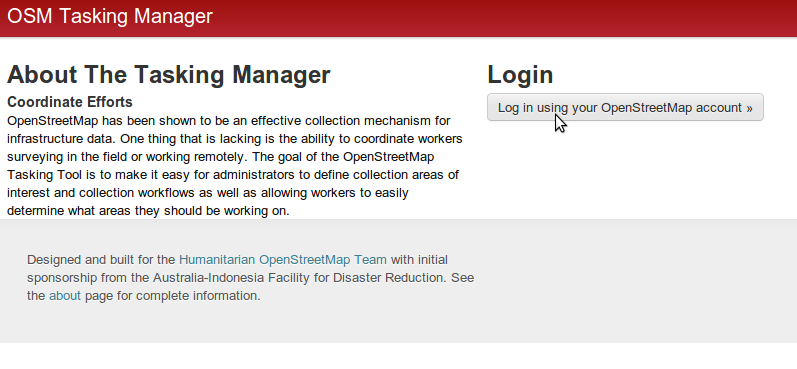 OSM Tasking Manager
About The Tasking Manager
Coordinate Efforts
OpenStreetMap has been shown to be an effective collection mechanism for
infrastructure data. One thing that is lacking is the ability to coordinate workers
surveying in the field or working remotely. The goal of the OpenStreetMap
Tasking Tool is to make it easy for administrators to define collection areas of
interest and collection workflows as well as allowing workers to easily
determine what areas they should be working on.
Login
Log in using your OpenStreetMap account »
Designed and built for the Humanitarian OpenStreetMap Team with initial
sponsorship from the Australia-Indonesia Facility for Disaster Reduction. See
the about page for complete information.